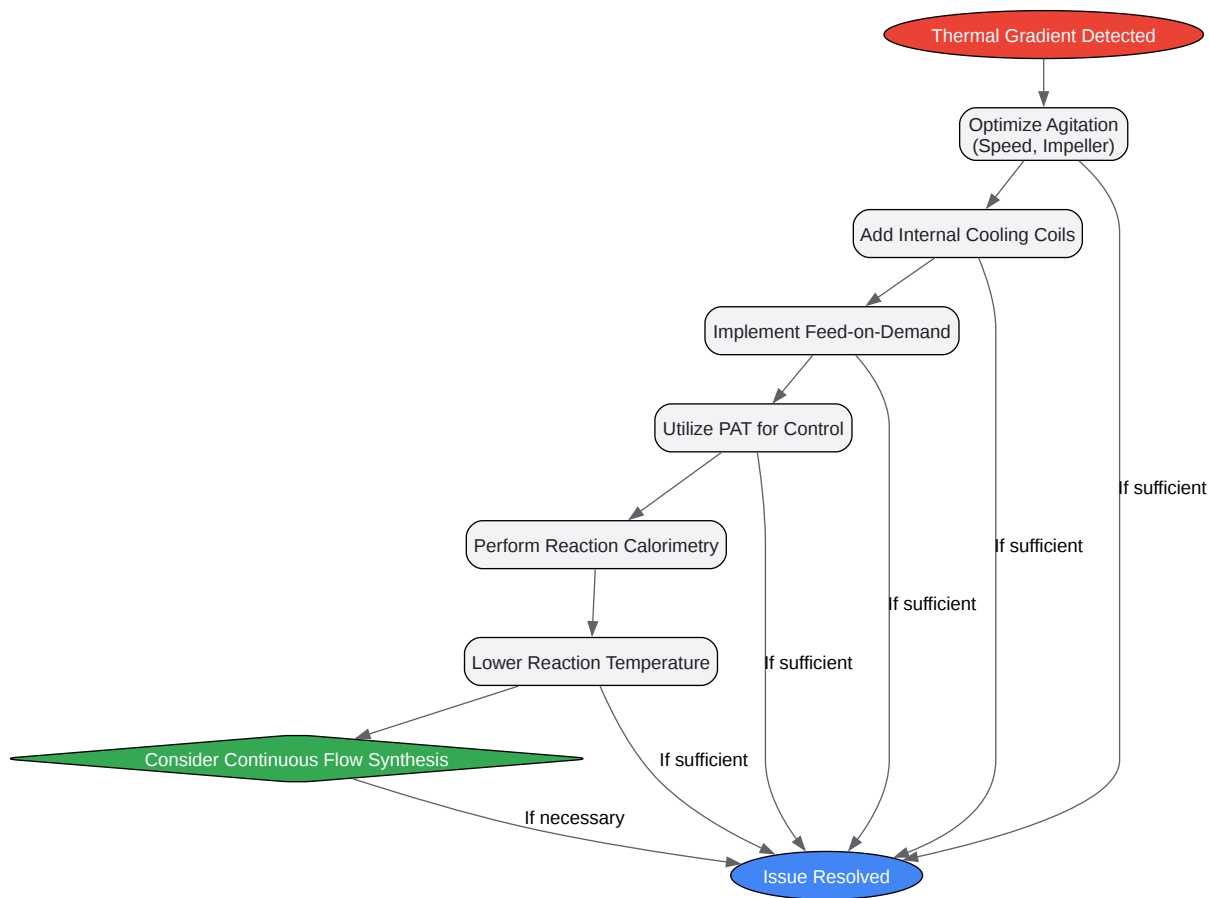 Thermal Gradient Detected
Optimize Agitation
(Speed, Impeller)
Add Internal Cooling Coils
Implement Feed-on-Demand
Utilize PAT for Control
If sufficient
Perform Reaction Calorimetry
If sufficient
If sufficient
Lower Reaction Temperature
If sufficient
Consider Continuous Flow Synthesis
If sufficient
If necessary
Issue Resolved